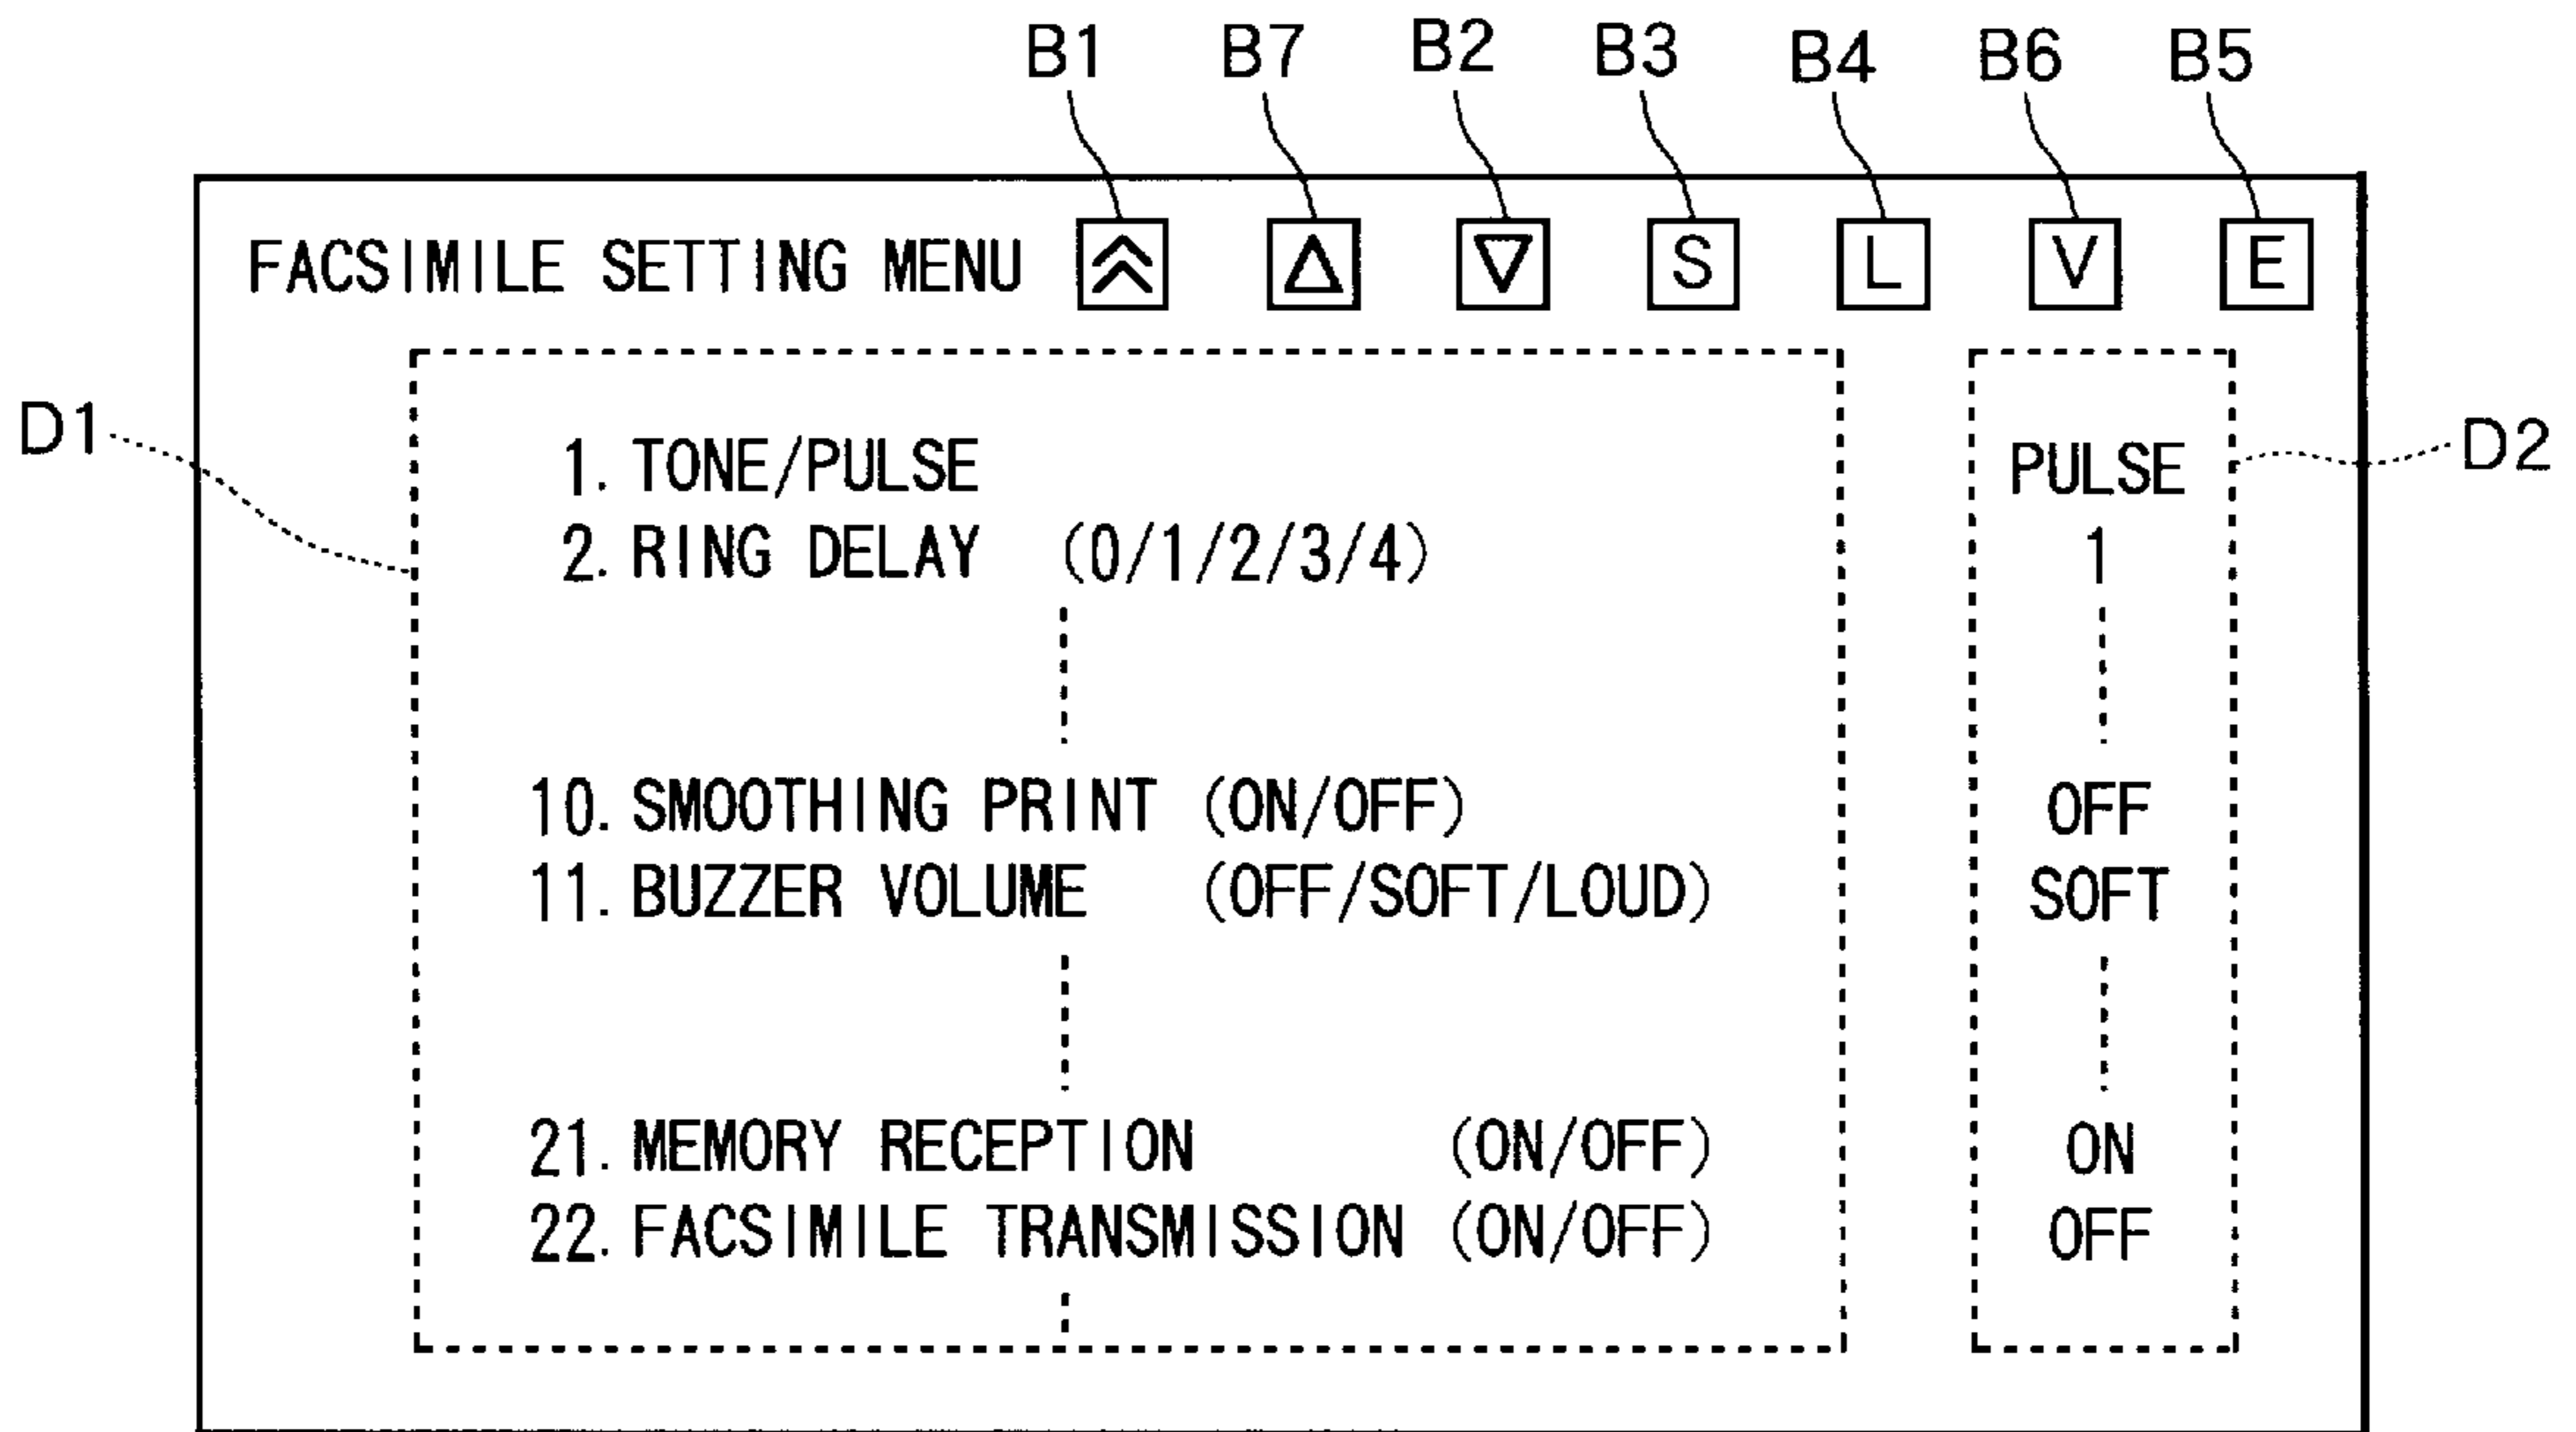 B1 B7 B2 B3 B4 B6 B5
FACSIMILE SETTING MENU S L V E
D1
D2
1. TONE/PULSE PULSE
2. RING DELAY (0/1/2/3/4) 1
10. SMOOTHING PRINT (ON/OFF) OFF
11. BUZZER VOLUME (OFF/SOFT/LOUD) SOFT
21. MEMORY RECEPTION (ON/OFF) ON
22. FACSIMILE TRANSMISSION (ON/OFF) OFF